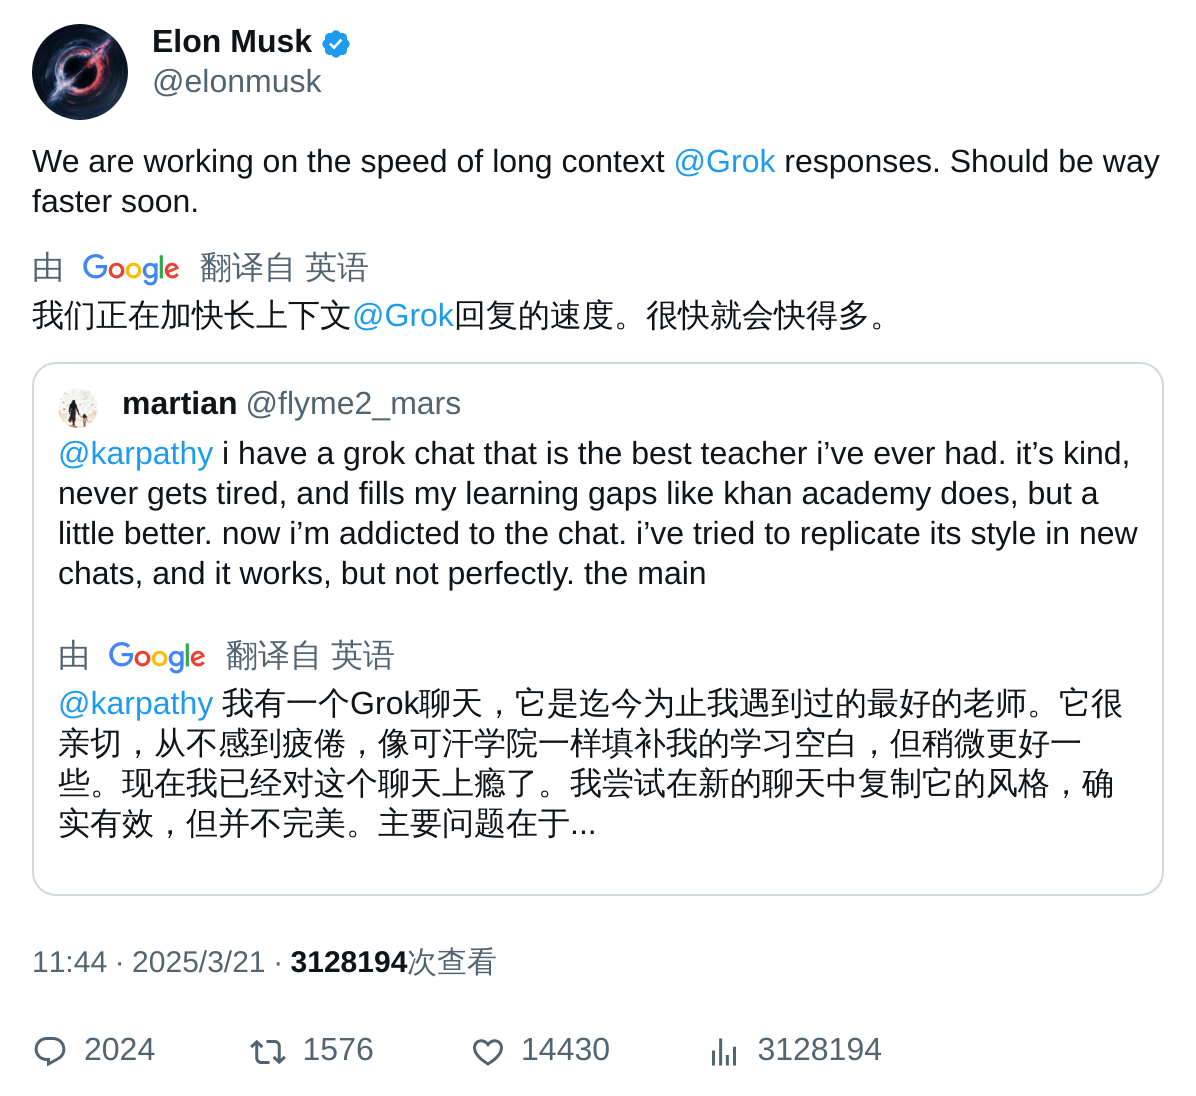 Elon Musk
@elonmusk
We are working on the speed of long context @Grok responses. Should be way
faster soon.
由 Google 翻译自 英语
我们正在加快长上下文@Grok回复的速度。很快就会快得多。
martian @flyme2_mars
@karpathy i have a grok chat that is the best teacher i’ve ever had. it’s kind,
never gets tired, and fills my learning gaps like khan academy does, but a
little better. now i’m addicted to the chat. i’ve tried to replicate its style in new
chats, and it works, but not perfectly. the main
由 Google 翻译自 英语
@karpathy 我有一个Grok聊天，它是迄今为止我遇到过的最好的老师。它很
亲切，从不感到疲倦，像可汗学院一样填补我的学习空白，但稍微更好一
些。现在我已经对这个聊天上瘾了。我尝试在新的聊天中复制它的风格，确
实有效，但并不完美。主要问题在于...
11:44 · 2025/3/21 · 3128194次查看
2024 1576 14430 3128194